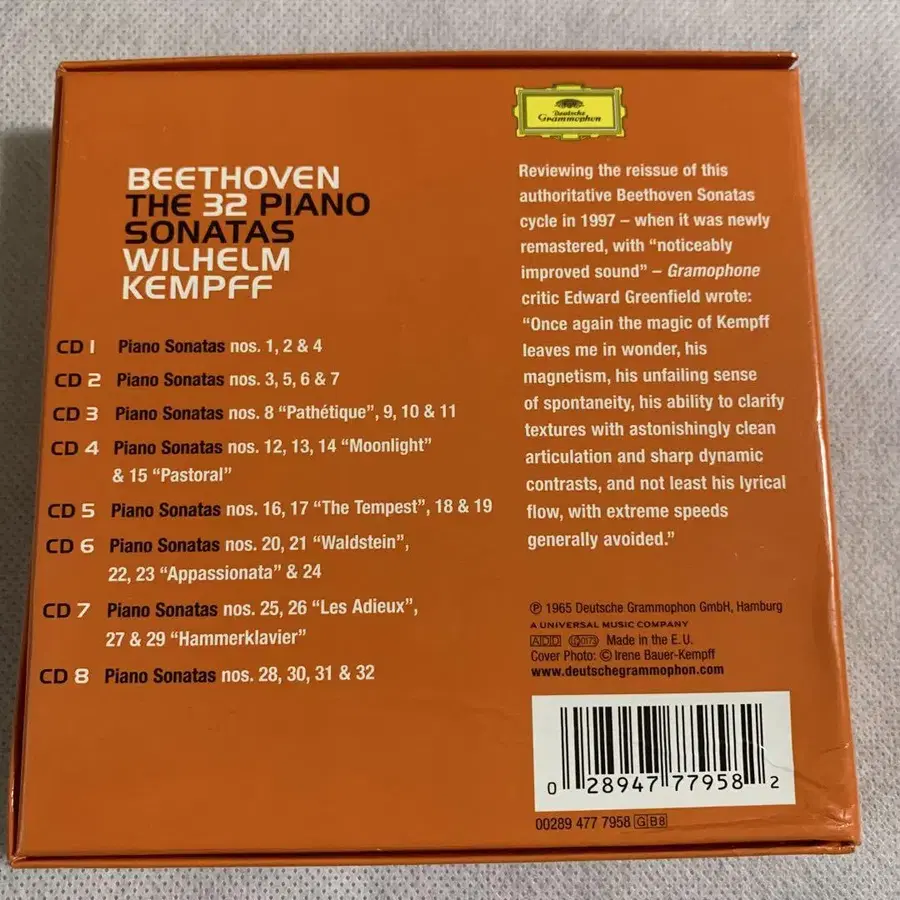 BEETHOVEN
THE 32 PIANO
SONATAS
WILHELM
KEMPFF
CD 1 Piano Sonatas nos. 1, 2 & 4
CD 2 Piano Sonatas nos. 3, 5, 6 & 7
CD 3 Piano Sonatas nos. 8 “Pathétique”, 9, 10 & 11
CD 4 Piano Sonatas nos. 12, 13, 14 “Moonlight”
& 15 “Pastoral”
CD 5 Piano Sonatas nos. 16, 17 “The Tempest”, 18 & 19
CD 6 Piano Sonatas nos. 20, 21 “Waldstein”,
22, 23 “Appassionata” & 24
CD 7 Piano Sonatas nos. 25, 26 “Les Adieux”,
27 & 29 “Hammerklavier”
CD 8 Piano Sonatas nos. 28, 30, 31 & 32
Deutsche
Grammophon
Reviewing the reissue of this
authoritative Beethoven Sonatas
cycle in 1997 – when it was newly
remastered, with “noticeably
improved sound” – Gramophone
critic Edward Greenfield wrote:
“Once again the magic of Kempff
leaves me in wonder, his
magnetism, his unfailing sense
of spontaneity, his ability to clarify
textures with astonishingly clean
articulation and sharp dynamic
contrasts, and not least his lyrical
flow, with extreme speeds
generally avoided.”
℗ 1965 Deutsche Grammophon GmbH, Hamburg
A UNIVERSAL MUSIC COMPANY
ADD LC 0173 Made in the E.U.
Cover Photo: © Irene Bauer-Kempff
www.deutschegrammophon.com
0 28947 77958 2
00289 477 7958 GB8